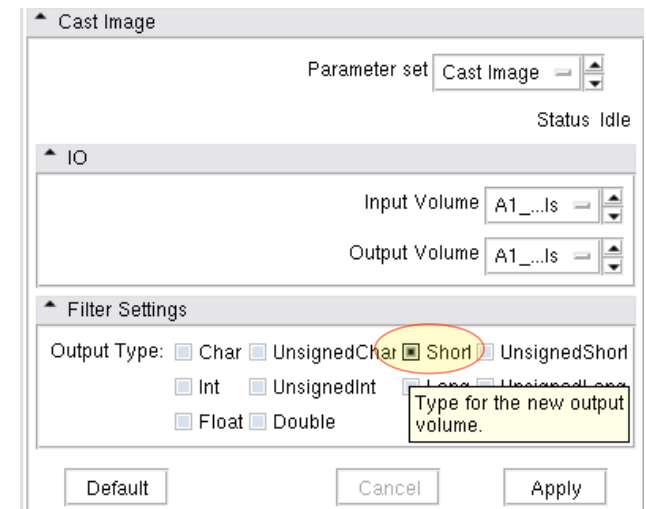 Cast Image
Parameter set Cast Image
Status Idle
IO
Input Volume A1_...ls
Output Volume A1_...ls
Filter Settings
Output Type: Char UnsignedChar Short UnsignedShort
Int UnsignedInt Long UnsignedLong
Float Double
Type for the new output
volume.
Default Cancel Apply